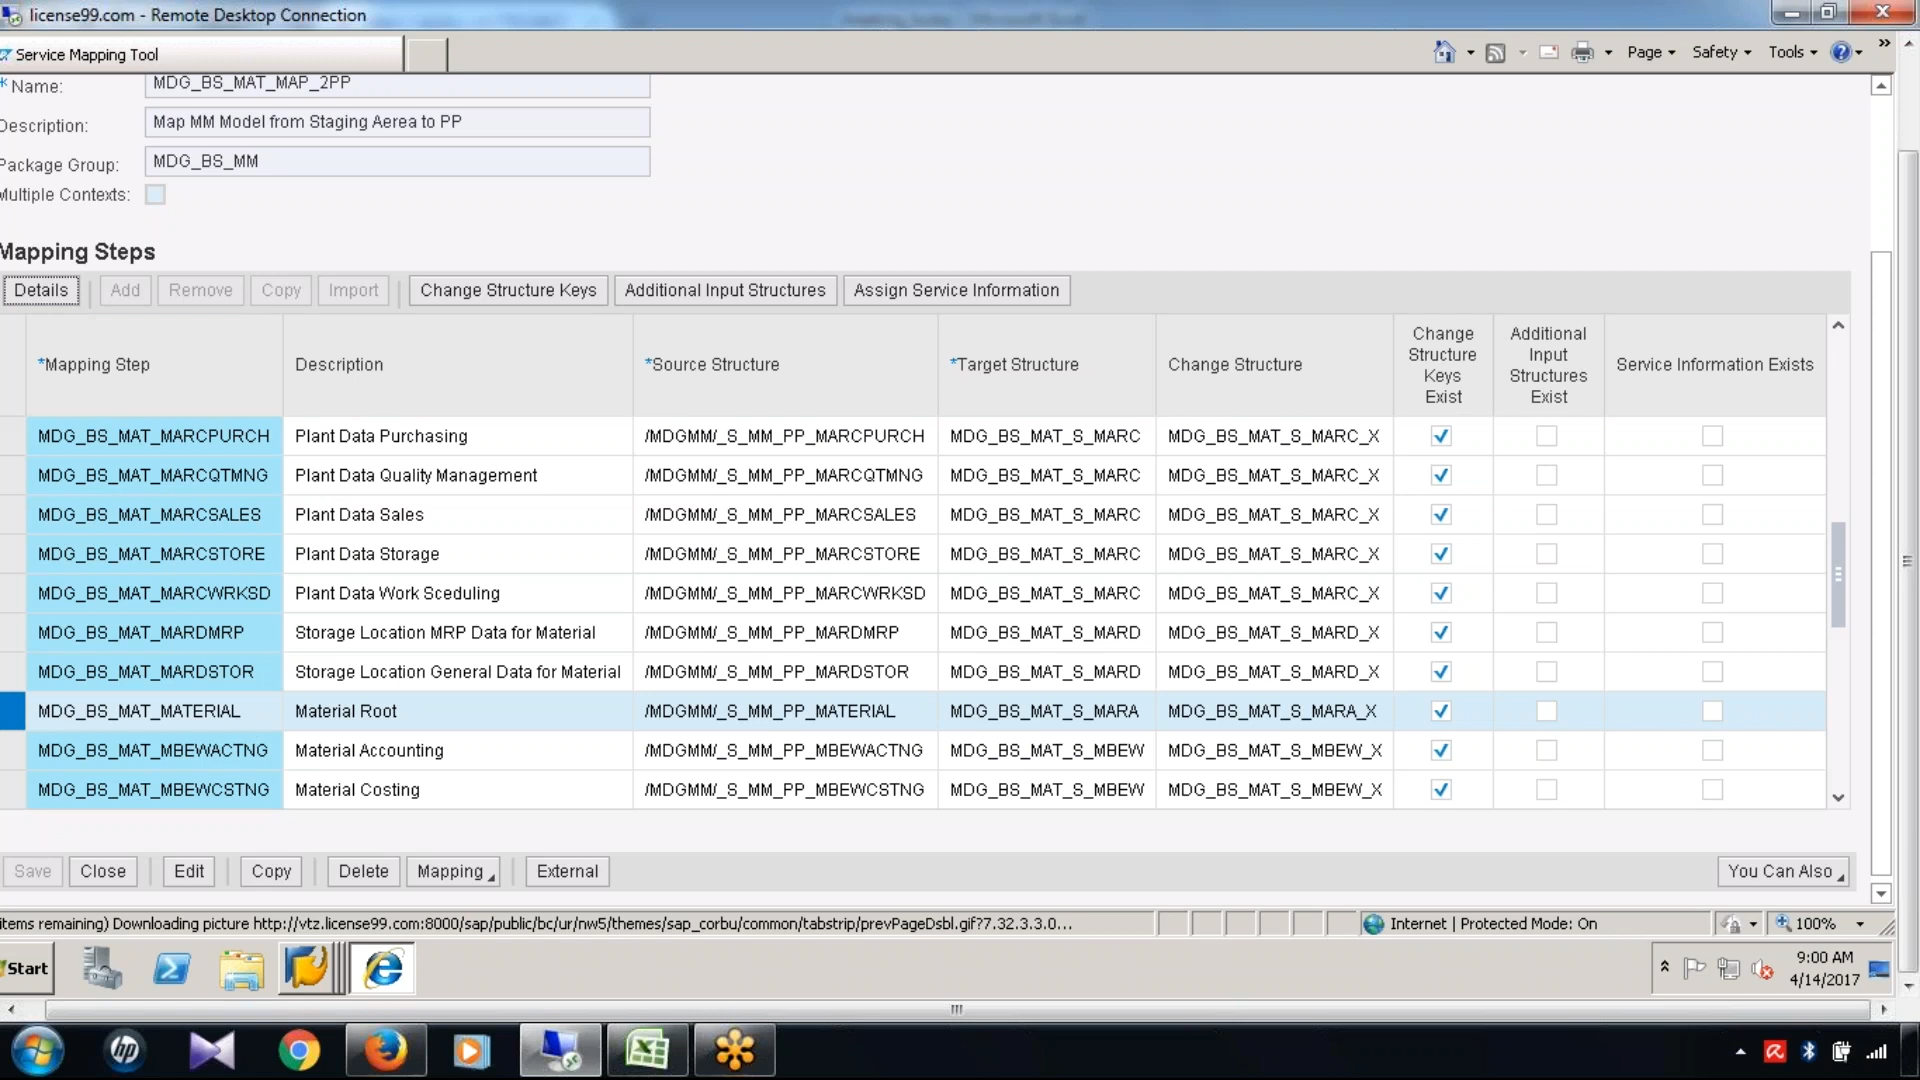 license99.com - Remote Desktop Connection
Service Mapping Tool
Page
Safety
Tools
*Name: MDG_BS_MAT_MAP_2PP
Description: Map MM Model from Staging Aerea to PP
Package Group: MDG_BS_MM
Multiple Contexts:
Mapping Steps
Details Add Remove Copy Import Change Structure Keys Additional Input Structures Assign Service Information
*Mapping Step Description *Source Structure *Target Structure Change Structure Change Structure Keys Exist Additional Input Structures Exist Service Information Exists
MDG_BS_MAT_MARCPURCH Plant Data Purchasing /MDGMM/_S_MM_PP_MARCPURCH MDG_BS_MAT_S_MARC MDG_BS_MAT_S_MARC_X
MDG_BS_MAT_MARCQTMNG Plant Data Quality Management /MDGMM/_S_MM_PP_MARCQTMNG MDG_BS_MAT_S_MARC MDG_BS_MAT_S_MARC_X
MDG_BS_MAT_MARCSALES Plant Data Sales /MDGMM/_S_MM_PP_MARCSALES MDG_BS_MAT_S_MARC MDG_BS_MAT_S_MARC_X
MDG_BS_MAT_MARCSTORE Plant Data Storage /MDGMM/_S_MM_PP_MARCSTORE MDG_BS_MAT_S_MARC MDG_BS_MAT_S_MARC_X
MDG_BS_MAT_MARCWRKSD Plant Data Work Sceduling /MDGMM/_S_MM_PP_MARCWRKSD MDG_BS_MAT_S_MARC MDG_BS_MAT_S_MARC_X
MDG_BS_MAT_MARDMRP Storage Location MRP Data for Material /MDGMM/_S_MM_PP_MARDMRP MDG_BS_MAT_S_MARD MDG_BS_MAT_S_MARD_X
MDG_BS_MAT_MARDSTOR Storage Location General Data for Material /MDGMM/_S_MM_PP_MARDSTOR MDG_BS_MAT_S_MARD MDG_BS_MAT_S_MARD_X
MDG_BS_MAT_MATERIAL Material Root /MDGMM/_S_MM_PP_MATERIAL MDG_BS_MAT_S_MARA MDG_BS_MAT_S_MARA_X
MDG_BS_MAT_MBEWACTNG Material Accounting /MDGMM/_S_MM_PP_MBEWACTNG MDG_BS_MAT_S_MBEW MDG_BS_MAT_S_MBEW_X
MDG_BS_MAT_MBEWCSTNG Material Costing /MDGMM/_S_MM_PP_MBEWCSTNG MDG_BS_MAT_S_MBEW MDG_BS_MAT_S_MBEW_X
Save Close Edit Copy Delete Mapping External You Can Also
items remaining) Downloading picture http://vtz.license99.com:8000/sap/public/bc/ur/nw5/themes/sap_corbu/common/tabstrip/prevPageDsbl.gif?7.32.3.3.0... Internet | Protected Mode: On 100%
Start
9:00 AM
4/14/2017
hp